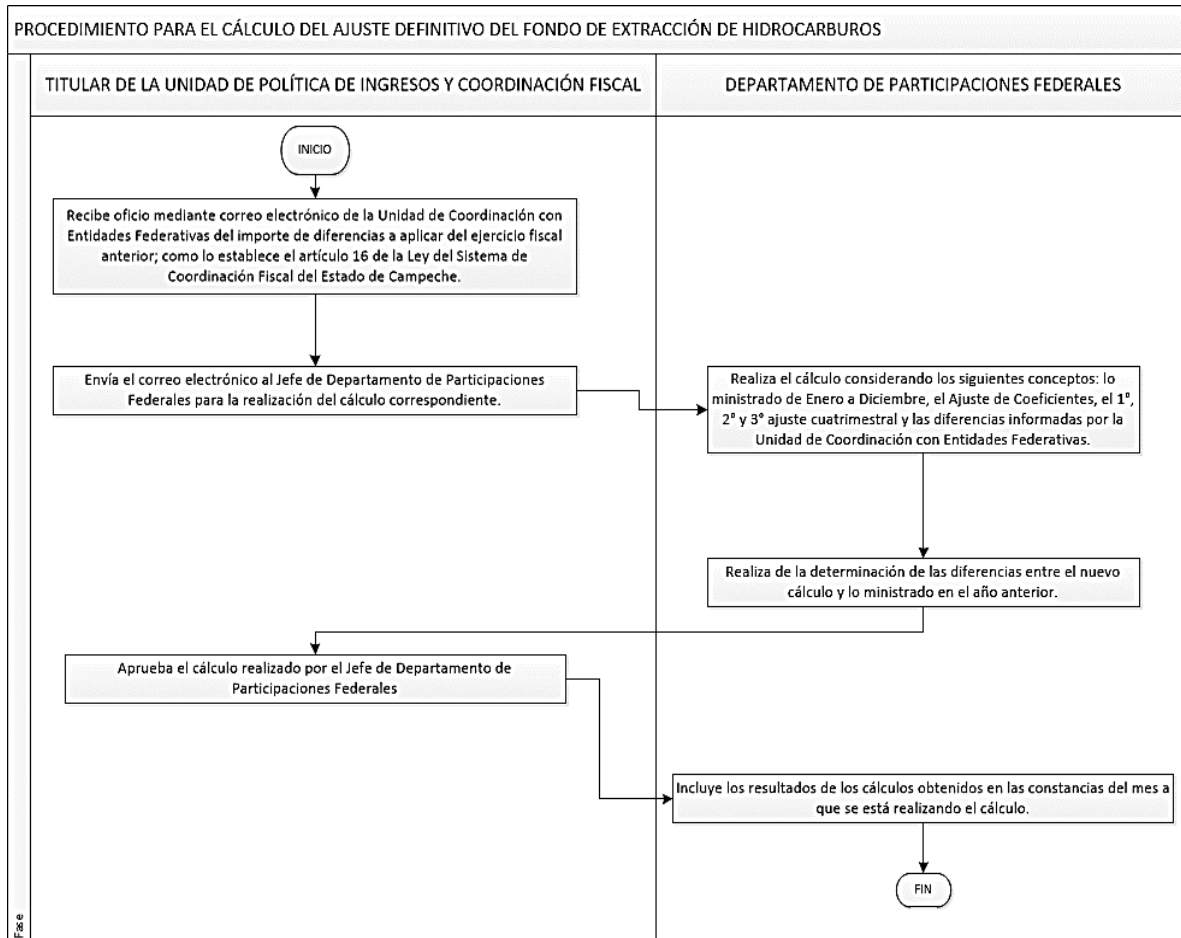 PROCEDIMIENTO PARA EL CÁLCULO DEL AJUSTE DEFINITIVO DEL FONDO DE EXTRACCIÓN DE HIDROCARBUROS
TITULAR DE LA UNIDAD DE POLÍTICA DE INGRESOS Y COORDINACIÓN FISCAL
DEPARTAMENTO DE PARTICIPACIONES FEDERALES
INICIO
Recibe oficio mediante correo electrónico de la Unidad de Coordinación con
Entidades Federativas del importe de diferencias a aplicar del ejercicio fiscal
anterior; como lo establece el artículo 16 de la Ley del Sistema de
Coordinación Fiscal del Estado de Campeche.
Envía el correo electrónico al Jefe de Departamento de Participaciones
Federales para la realización del cálculo correspondiente.
Realiza el cálculo considerando los siguientes conceptos: lo
ministrado de Enero a Diciembre, el Ajuste de Coeficientes, el 1°,
2° y 3° ajuste cuatrimestral y las diferencias informadas por la
Unidad de Coordinación con Entidades Federativas.
Realiza de la determinación de las diferencias entre el nuevo
cálculo y lo ministrado en el año anterior.
Aprueba el cálculo realizado por el Jefe de Departamento de
Participaciones Federales
Incluye los resultados de los cálculos obtenidos en las constancias del mes a
que se está realizando el cálculo.
FIN
Fase